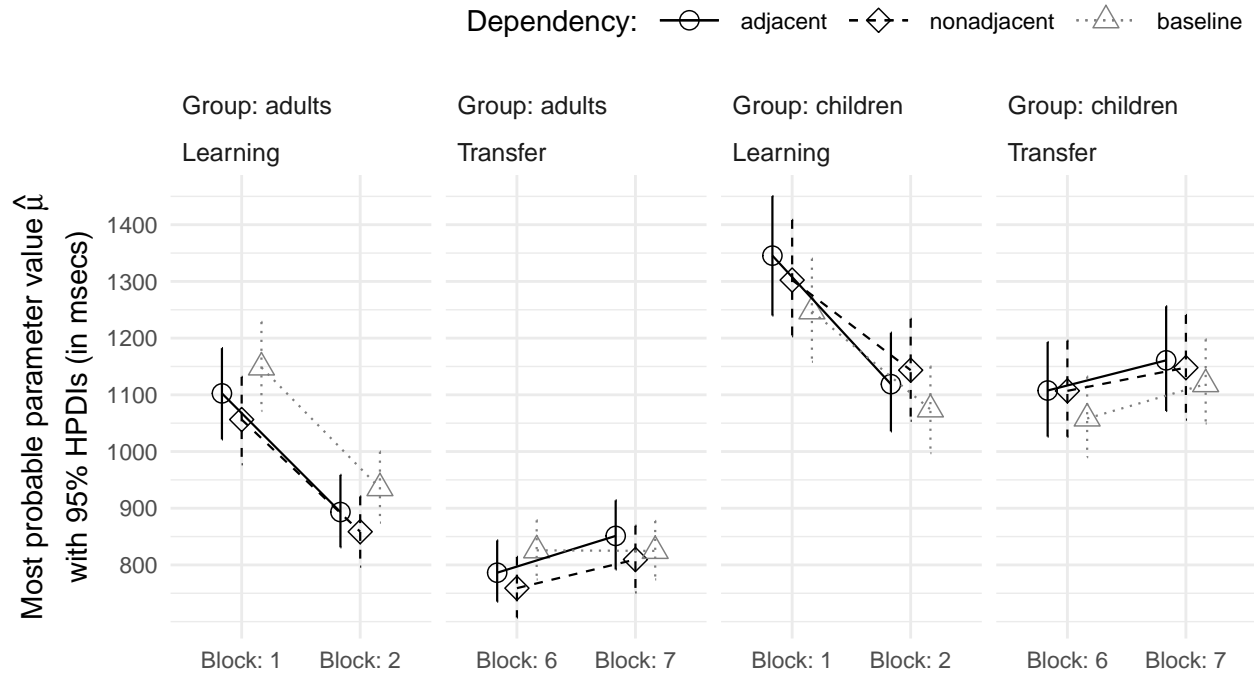 Dependency: adjacent nonadjacent baseline
Group: adults Group: adults Group: children Group: children
Learning Transfer Learning Transfer
Most probable parameter value μ̂
with 95% HPDIs (in msecs)
1400
1300
1200
1100
1000
900
800
Block: 1 Block: 2 Block: 6 Block: 7 Block: 1 Block: 2 Block: 6 Block: 7